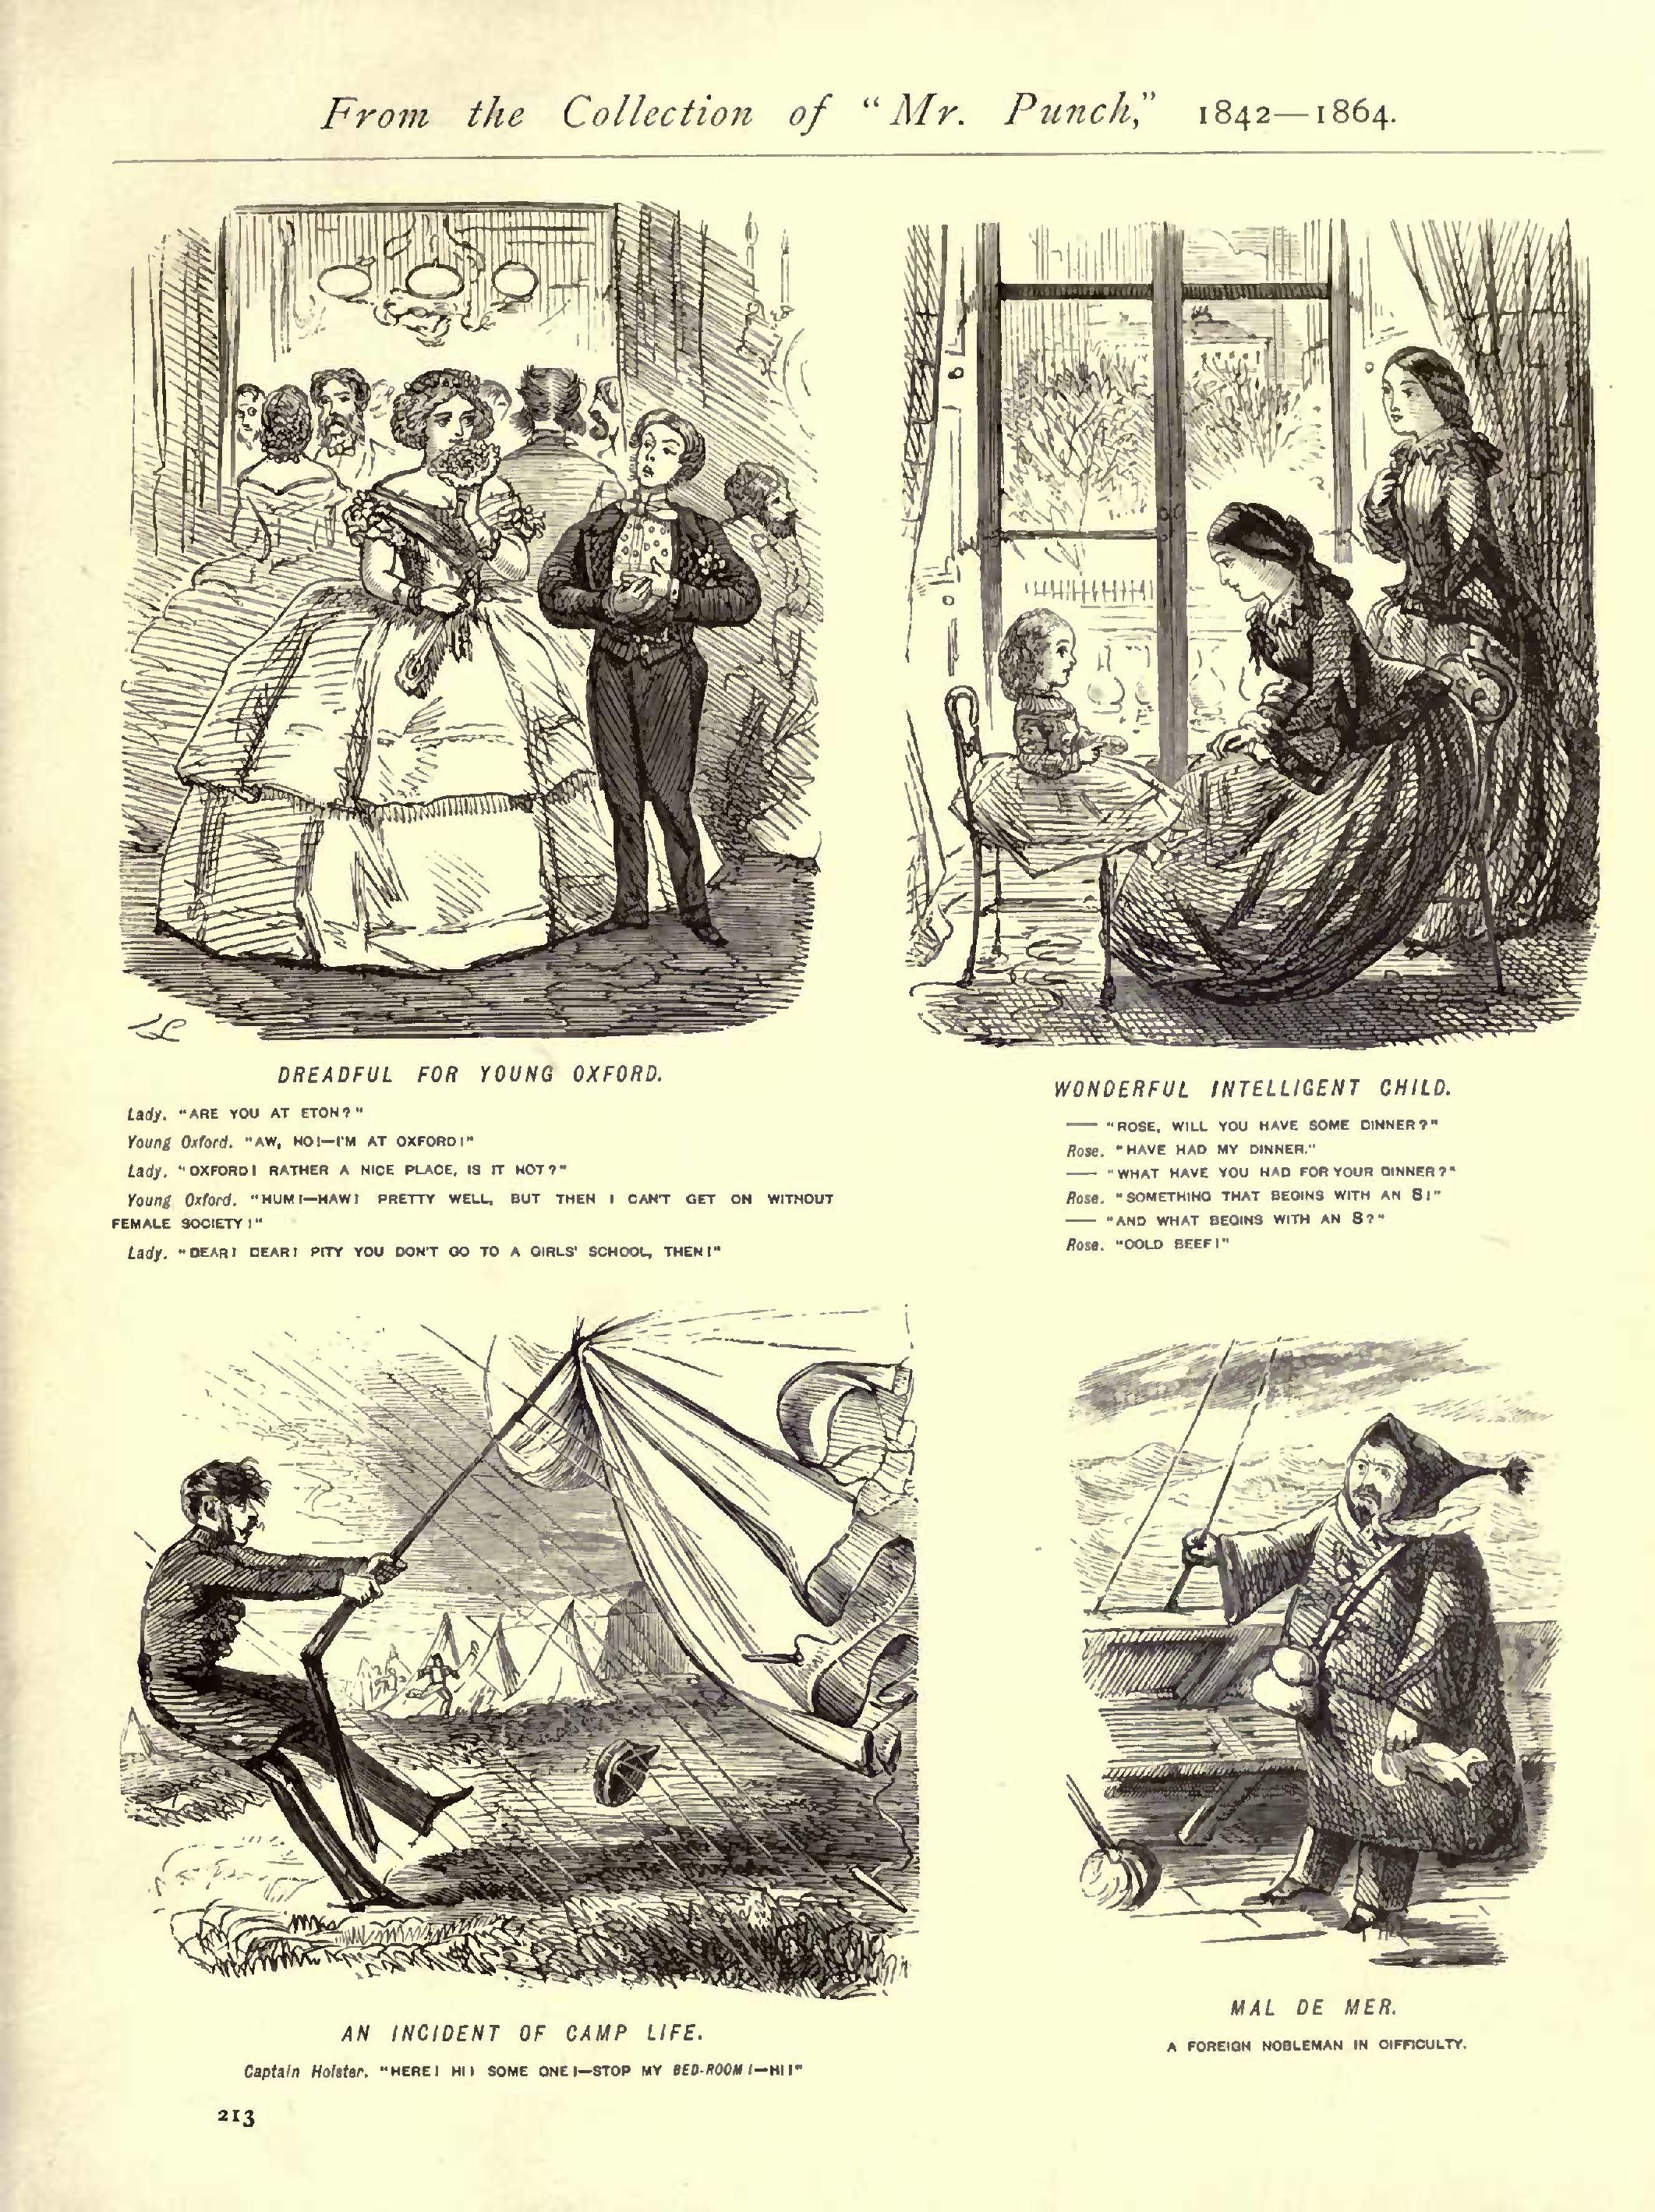 From the Collection of "Mr. Punch," 1842—1864.
DREADFUL FOR YOUNG OXFORD.
Lady. "ARE YOU AT ETON?"
Young Oxford. "AW, NO!—I'M AT OXFORD!"
Lady. "OXFORD! RATHER A NICE PLACE, IS IT NOT?"
Young Oxford. "HUM!—HAW! PRETTY WELL, BUT THEN I CAN'T GET ON WITHOUT
FEMALE SOCIETY!"
Lady. "DEAR! DEAR! PITY YOU DON'T GO TO A GIRLS' SCHOOL, THEN!"
WONDERFUL INTELLIGENT CHILD.
— "ROSE, WILL YOU HAVE SOME DINNER?"
Rose. "HAVE HAD MY DINNER."
— "WHAT HAVE YOU HAD FOR YOUR DINNER?"
Rose. "SOMETHING THAT BEGINS WITH AN S!"
— "AND WHAT BEGINS WITH AN S?"
Rose. "COLD BEEF!"
AN INCIDENT OF CAMP LIFE.
Captain Holster. "HERE! HI! SOME ONE!—STOP MY BED-ROOM!—HI!"
MAL DE MER.
A FOREIGN NOBLEMAN IN DIFFICULTY.
213